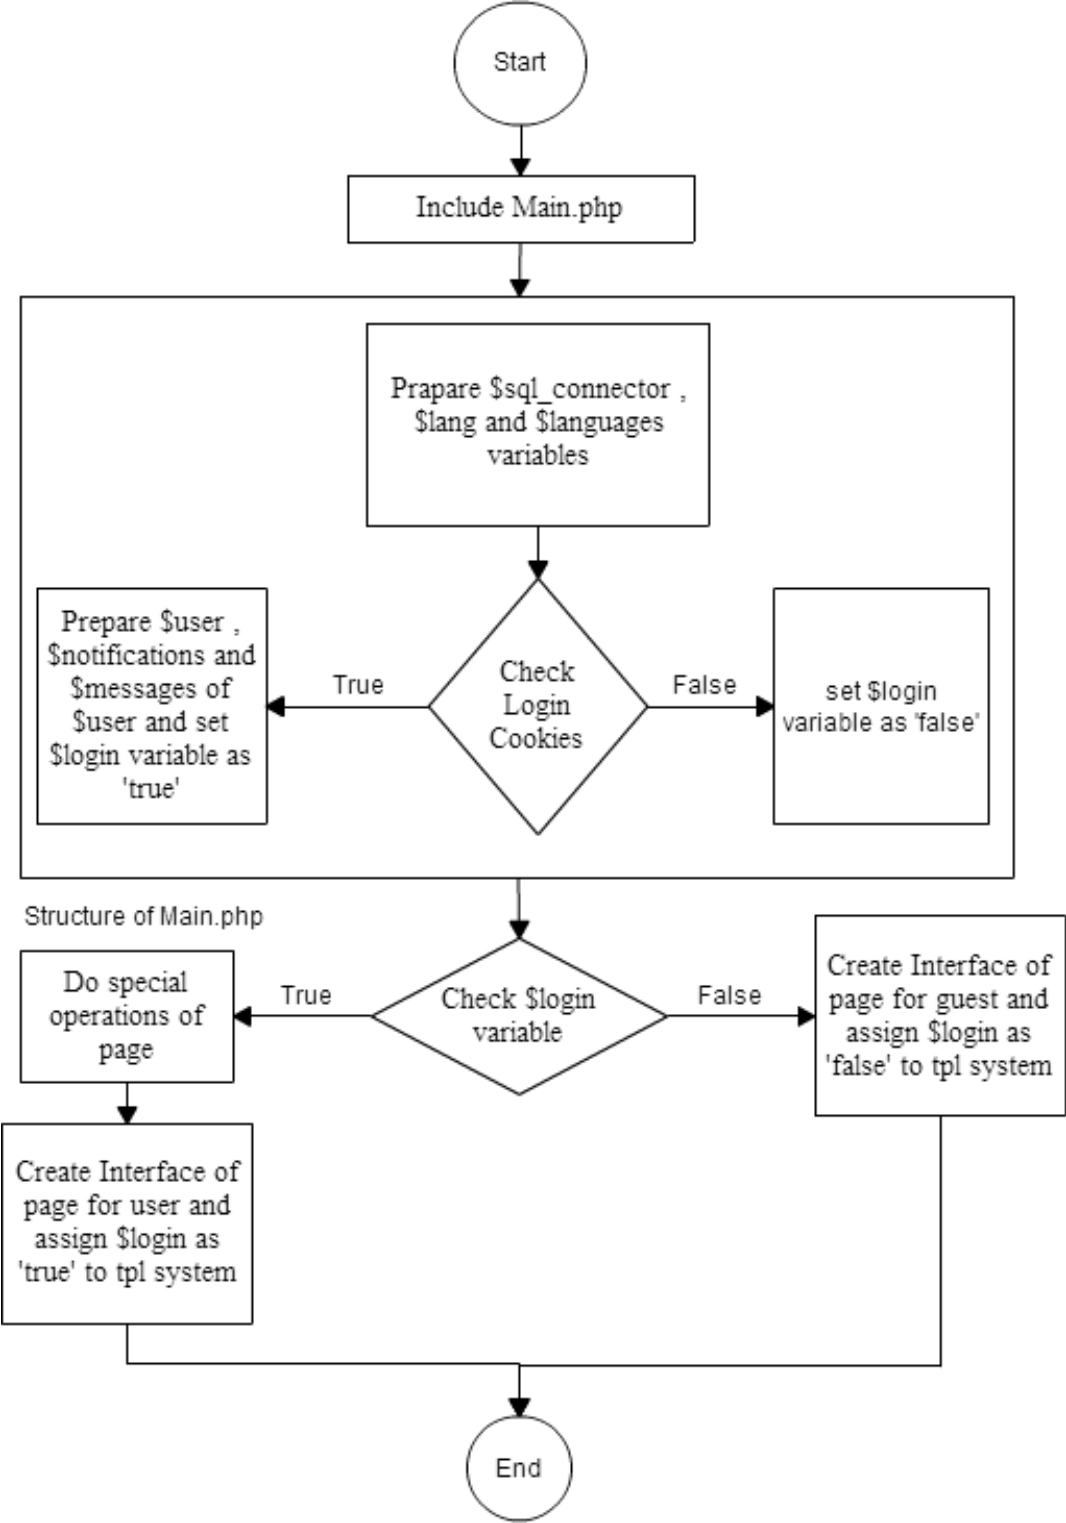 Start
Include Main.php
Prapare $sql_connector ,
$lang and $languages
variables
Prepare $user ,
$notifications and
$messages of
$user and set
$login variable as
'true'
True
Check
Login
Cookies
False
set $login
variable as 'false'
Structure of Main.php
Do special
operations of
page
True
Check $login
variable
False
Create Interface of
page for guest and
assign $login as
'false' to tpl system
Create Interface of
page for user and
assign $login as
'true' to tpl system
End